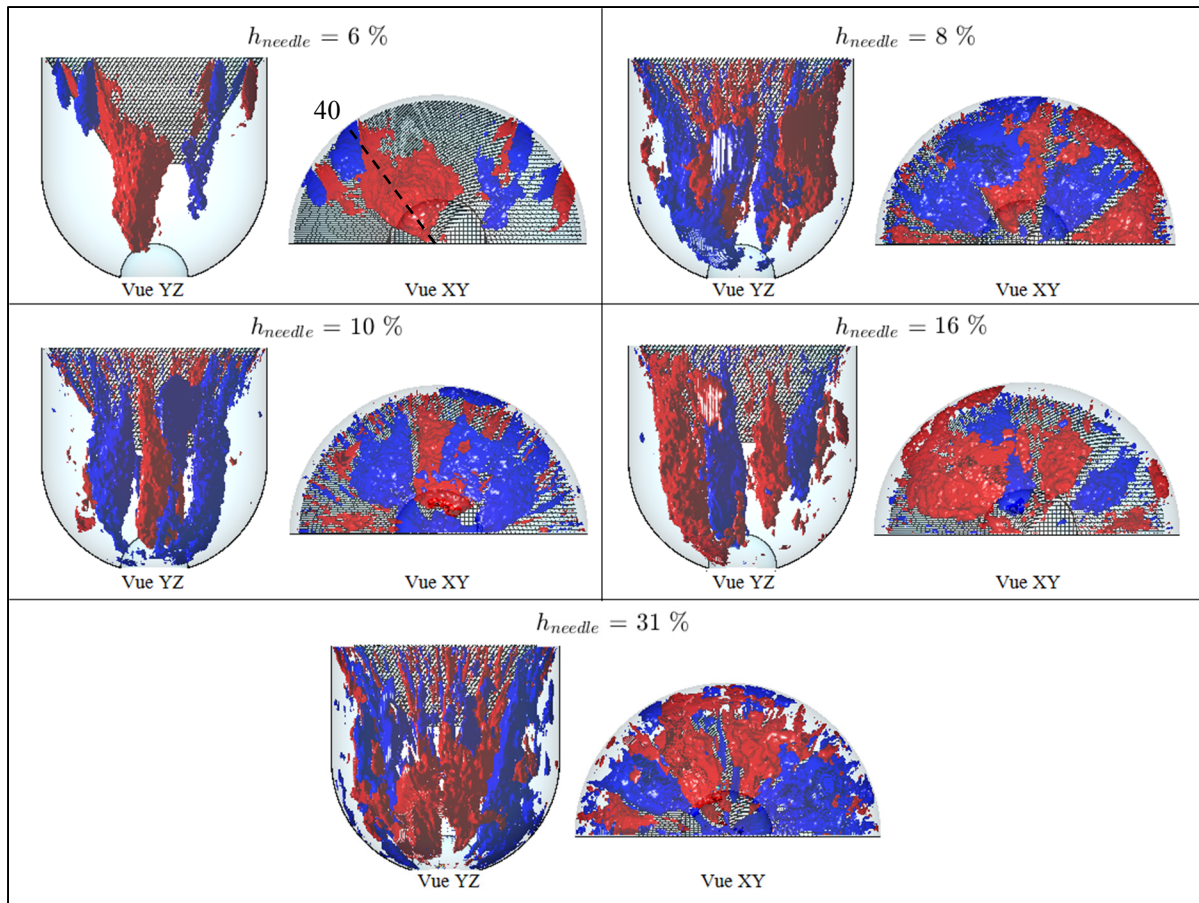 h_needle = 6 %
40
Vue YZ
Vue XY
h_needle = 8 %
Vue YZ
Vue XY
h_needle = 10 %
Vue YZ
Vue XY
h_needle = 16 %
Vue YZ
Vue XY
h_needle = 31 %
Vue YZ
Vue XY